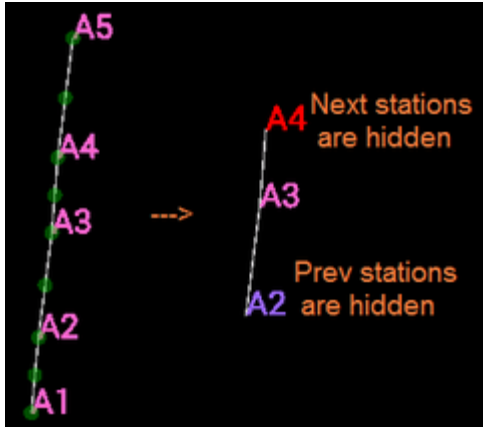 A5
A4
A3
A2
A1
--->
A4
Next stations
are hidden
A3
A2
Prev stations
are hidden